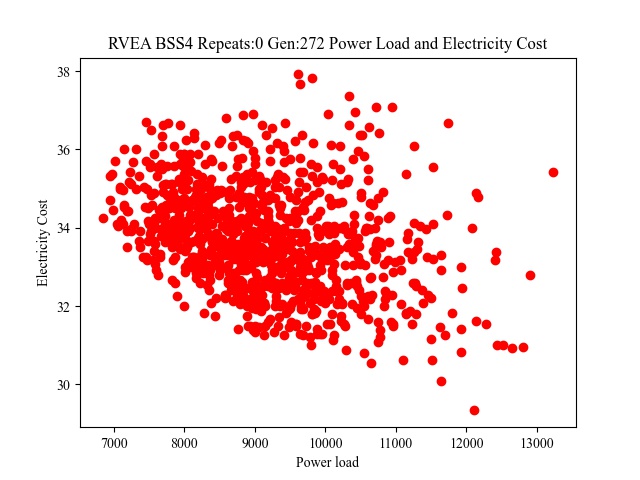 RVEA BSS4 Repeats:0 Gen:272 Power Load and Electricity Cost
38
36
34
32
30
Electricity Cost
7000 8000 9000 10000 11000 12000 13000
Power load